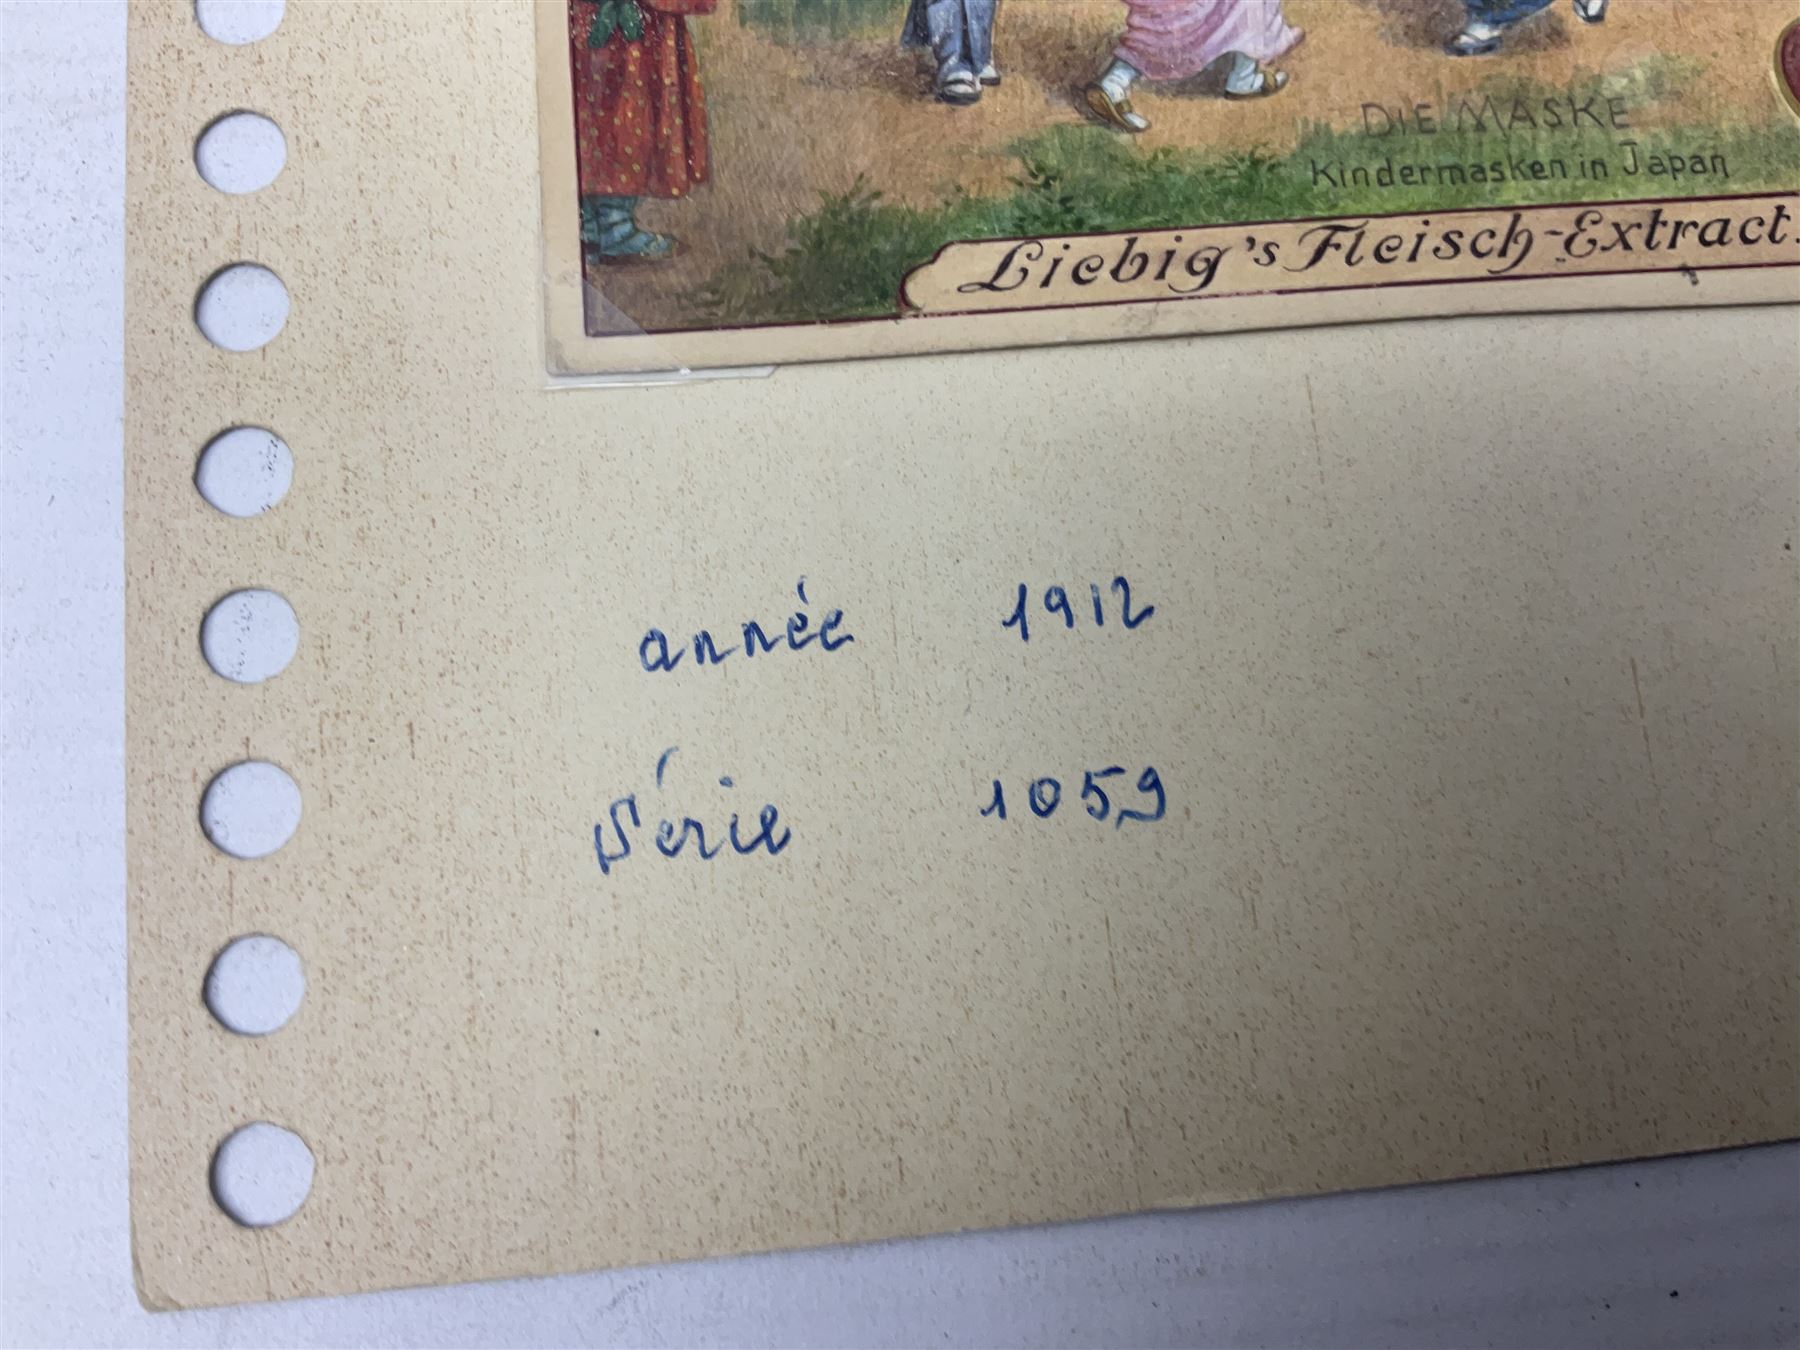 DIE MASKE
Kindermasken in Japan
Liebig's Fleisch-Extract.
année 1912
Série 1059